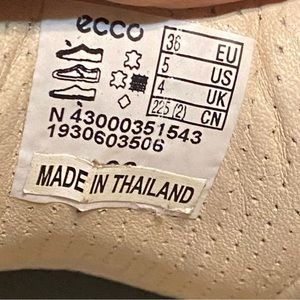 ecco
36 EU
5 US
4 UK
225 (2) CN
N 43000351543
1930603506
MADE IN THAILAND